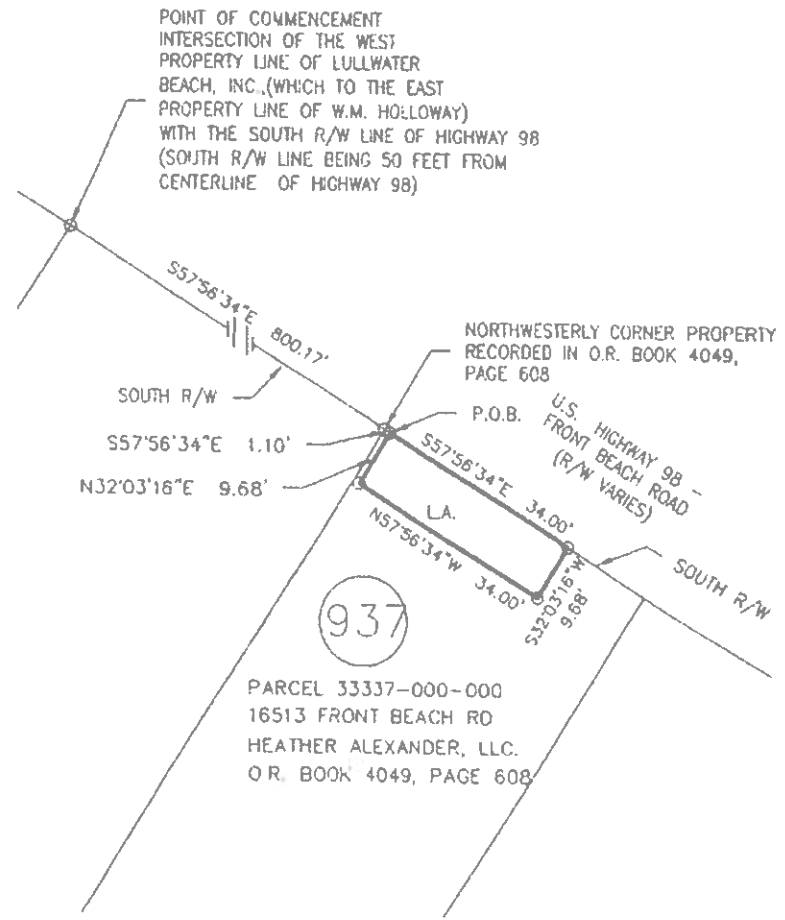 POINT OF COMMENCEMENT
INTERSECTION OF THE WEST
PROPERTY LINE OF LULLWATER
BEACH, INC.,(WHICH TO THE EAST
PROPERTY LINE OF W.M. HOLLOWAY)
WITH THE SOUTH R/W LINE OF HIGHWAY 98
(SOUTH R/W LINE BEING 50 FEET FROM
CENTERLINE OF HIGHWAY 98)
S57°56'34"E 800.17'
SOUTH R/W
NORTHWESTERLY CORNER PROPERTY
RECORDED IN O.R. BOOK 4049,
PAGE 608
P.O.B.
U.S. HIGHWAY 98 -
FRONT BEACH ROAD
(R/W VARIES)
S57°56'34"E 1.10'
N32°03'16"E 9.68'
S57°56'34"E 34.00'
L.A.
N57°56'34"W 34.00'
S32°03'16"W
9.68'
SOUTH R/W
937
PARCEL 33337-000-000
16513 FRONT BEACH RD
HEATHER ALEXANDER, LLC.
O.R. BOOK 4049, PAGE 608